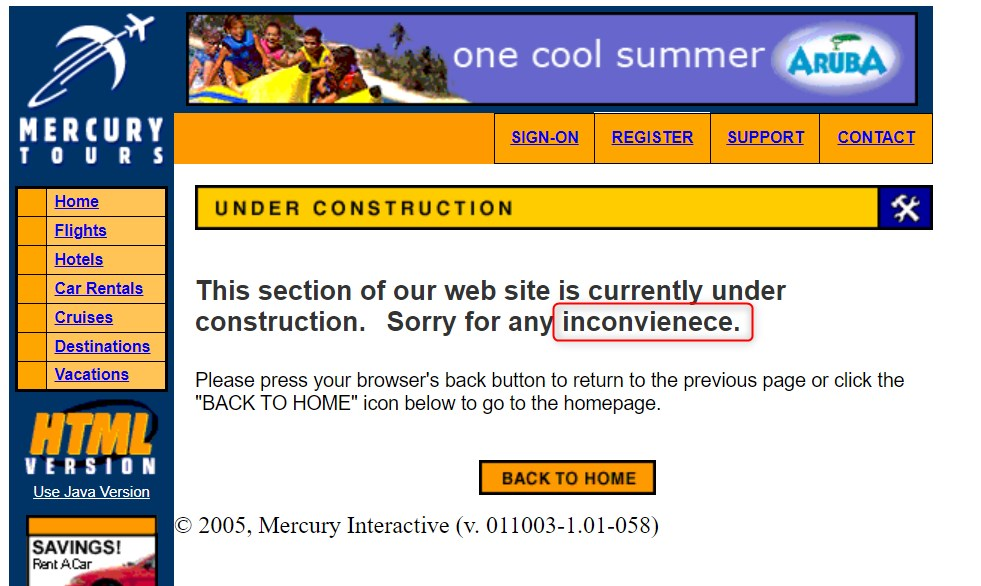 one cool summer ARUBA
MERCURY
TOURS
SIGN-ON REGISTER SUPPORT CONTACT
Home
Flights
Hotels
Car Rentals
Cruises
Destinations
Vacations
HTML
VERSION
Use Java Version
SAVINGS!
Rent A Car
UNDER CONSTRUCTION
This section of our web site is currently under
construction. Sorry for any inconvienece.
Please press your browser's back button to return to the previous page or click the
"BACK TO HOME" icon below to go to the homepage.
BACK TO HOME
© 2005, Mercury Interactive (v. 011003-1.01-058)